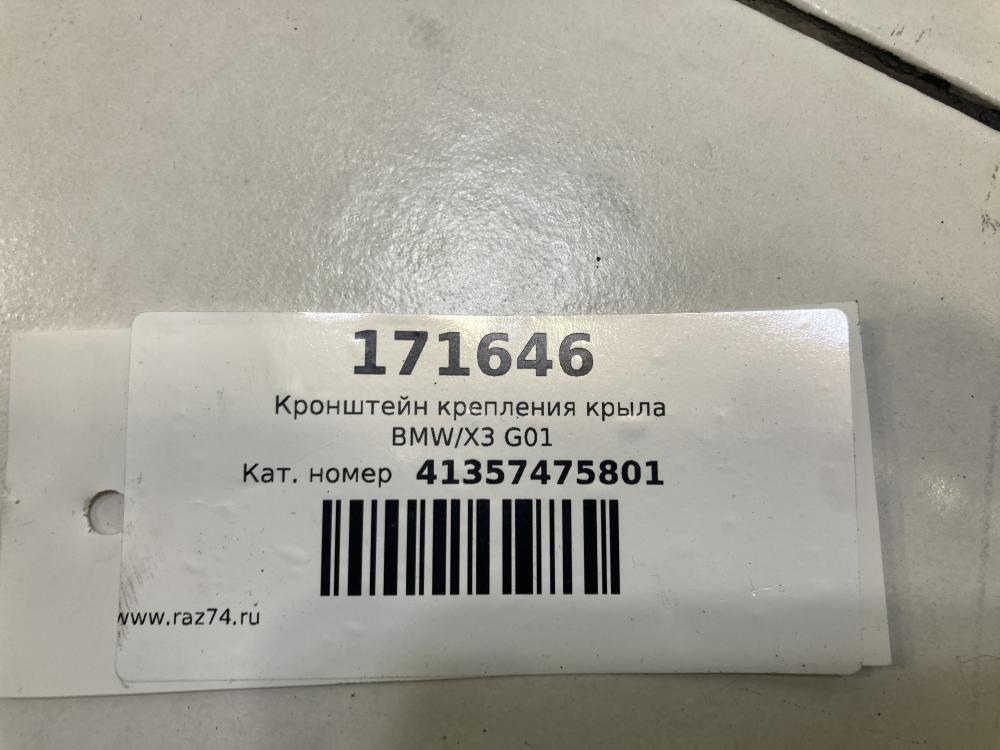 171646
Кронштейн крепления крыла
BMW/X3 G01
Кат. номер 41357475801
www.raz74.ru